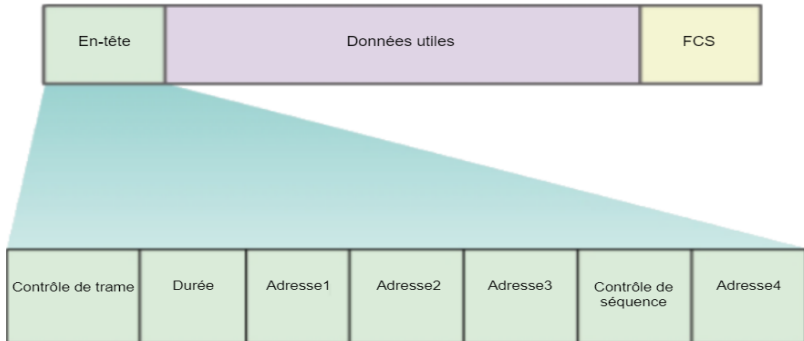 En-tête
Données utiles
FCS
Contrôle de trame
Durée
Adresse1
Adresse2
Adresse3
Contrôle de
séquence
Adresse4